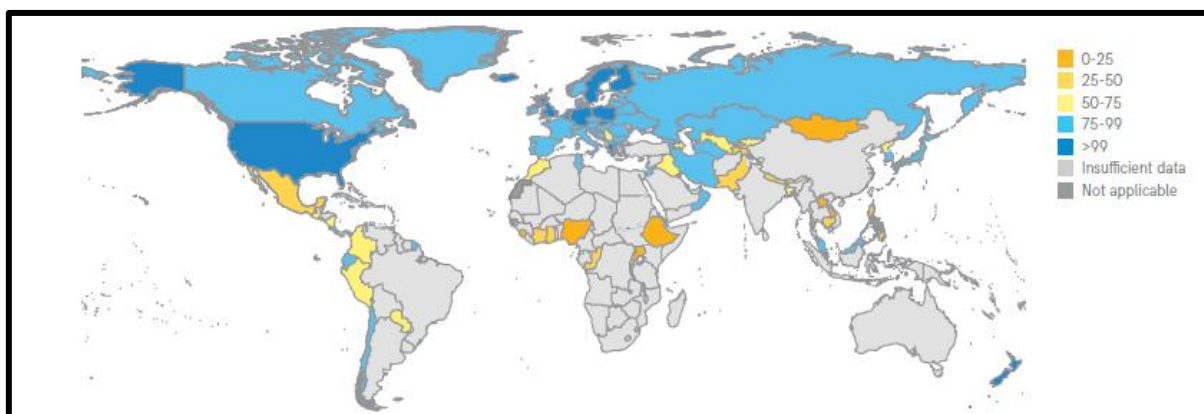 0-25
25-50
50-75
75-99
>99
Insufficient data
Not applicable